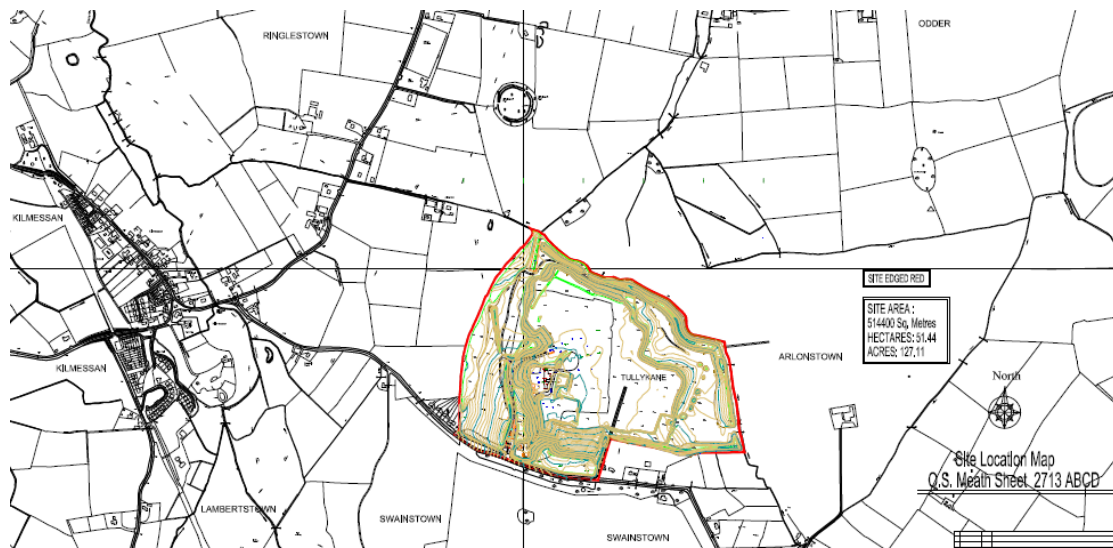 ODDER
RINGLESTOWN
KILMESSAN
SITE EDGED RED
SITE AREA :
514400 Sq. Metres
HECTARES: 51.44
ACRES: 127.11
ARLONSTOWN
KILMESSAN
TULLYKANE
North
Site Location Map
O.S. Meath Sheet 2713 ABCD
LAMBERTSTOWN
SWAINSTOWN
SWAINSTOWN